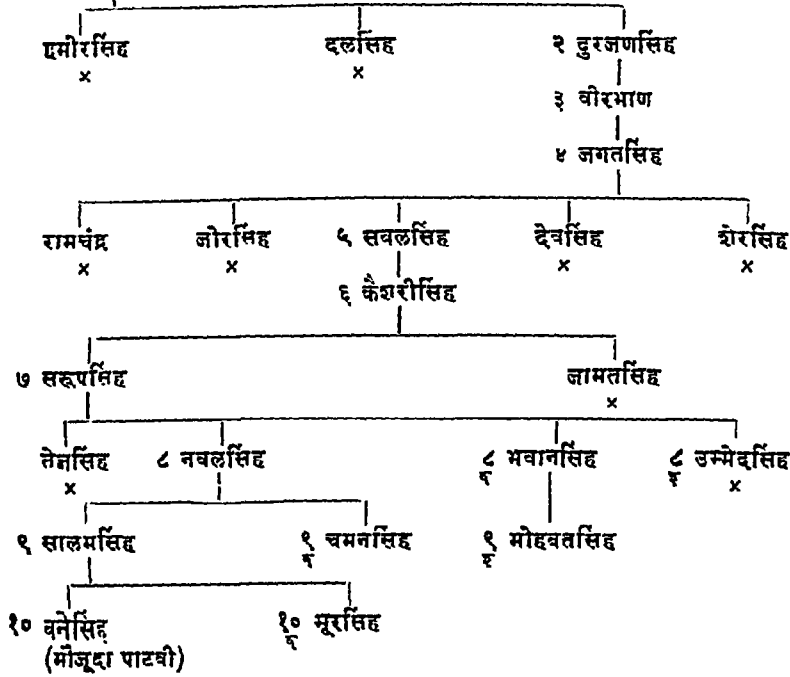 हमीरसिंह दलसिंह २ दुरजणसिंह
× × 
३ वीरभाण
४ जगतसिंह
रामचंद्र जोरसिंह ५ सवलसिंह देवसिंह शेरसिंह
× × × ×
६ कैशरीसिंह
७ सरूपसिंह जामतसिंह
×
तेजसिंह ८ नवलसिंह ८ भवानसिंह ८ उम्मेदसिंह
× ×
९ सालमसिंह ९ चमनसिंह ९ मोहवतसिंह
१० वनेसिंह १० भूरसिंह
(मौजूदा पाटवी)